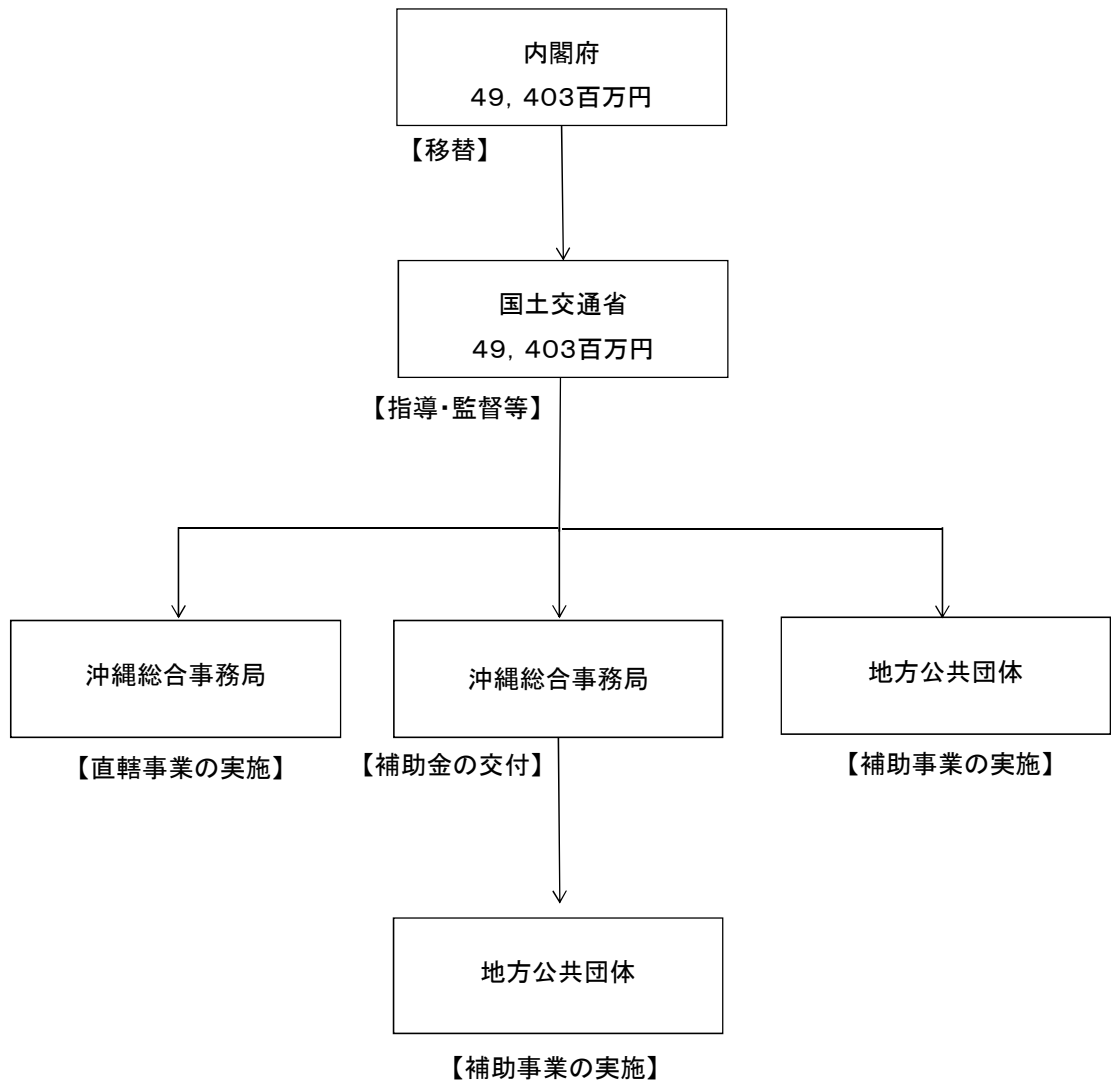 内閣府
49, 403百万円
【移替】
国土交通省
49, 403百万円
【指導・監督等】
沖縄総合事務局
沖縄総合事務局
地方公共団体
【直轄事業の実施】
【補助金の交付】
【補助事業の実施】
地方公共団体
【補助事業の実施】